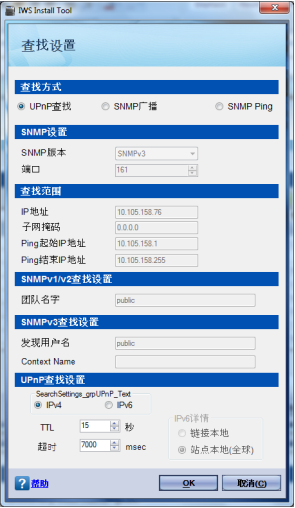 IWS Install Tool
查找设置
查找方式
UPnP查找 SNMP广播 SNMP Ping
SNMP设置
SNMP版本 SNMPv3
端口 161
查找范围
IP地址 10.105.158.76
子网掩码 0.0.0.0
Ping起始IP地址 10.105.158.1
Ping结束IP地址 10.105.158.255
SNMPv1/v2查找设置
团队名字 public
SNMPv3查找设置
发现用户名 public
Context Name
UPnP查找设置
SearchSettings_grpUPnP_Text
IPv4 IPv6
TTL 15 秒
超时 7000 msec
IPv6详情
链接本地
站点本地(全球)
帮助 OK 取消(C)